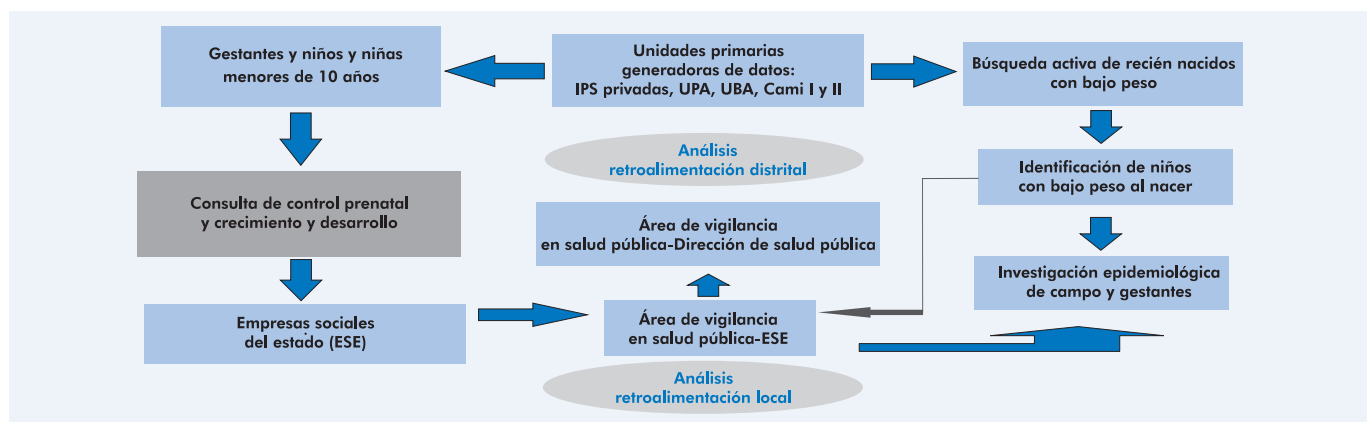 Gestantes y niños y niñas
menores de 10 años
Unidades primarias
generadoras de datos:
IPS privadas, UPA, UBA, Cami I y II
Búsqueda activa de recién nacidos
con bajo peso
Análisis
retroalimentación distrital
Identificación de niños
con bajo peso al nacer
Consulta de control prenatal
y crecimiento y desarrollo
Área de vigilancia
en salud pública-Dirección de salud pública
Investigación epidemiológica
de campo y gestantes
Empresas sociales
del estado (ESE)
Área de vigilancia
en salud pública-ESE
Análisis
retroalimentación local